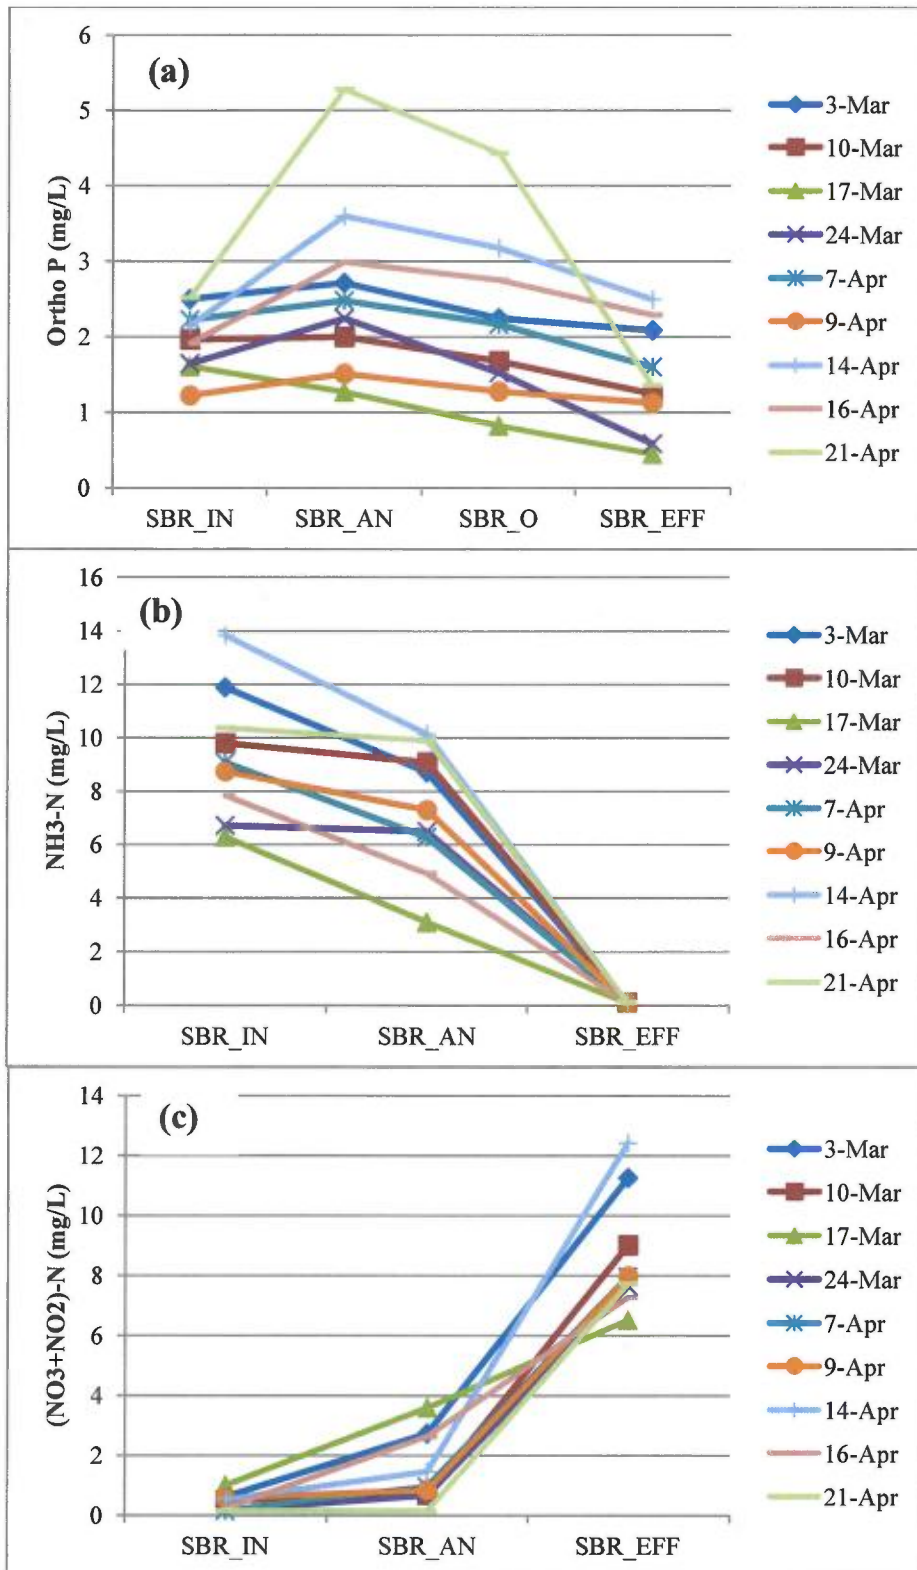 (a)
Ortho P (mg/L)
6
5
4
3
2
1
0
SBR_IN SBR_AN SBR_O SBR_EFF
3-Mar
10-Mar
17-Mar
24-Mar
7-Apr
9-Apr
14-Apr
16-Apr
21-Apr
(b)
NH3-N (mg/L)
16
14
12
10
8
6
4
2
0
SBR_IN SBR_AN SBR_EFF
3-Mar
10-Mar
17-Mar
24-Mar
7-Apr
9-Apr
14-Apr
16-Apr
21-Apr
(c)
(NO3+NO2)-N (mg/L)
14
12
10
8
6
4
2
0
SBR_IN SBR_AN SBR_EFF
3-Mar
10-Mar
17-Mar
24-Mar
7-Apr
9-Apr
14-Apr
16-Apr
21-Apr